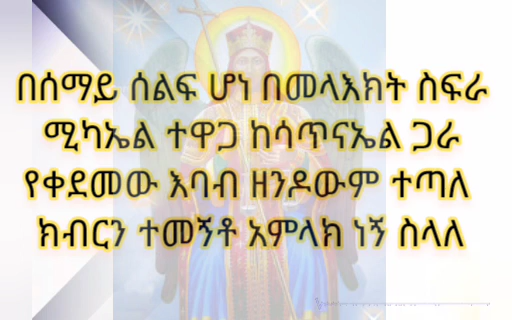 በሰማይ ሰልፍ ሆነ በመላእክት ስፍራ
ሚካኤል ተዋጋ ከሳጥናኤል ጋራ
የቀደመው እባብ ዘንዶውም ተጣለ
ክብርን ተመኝቶ አምላክ ነኝ ስላለ